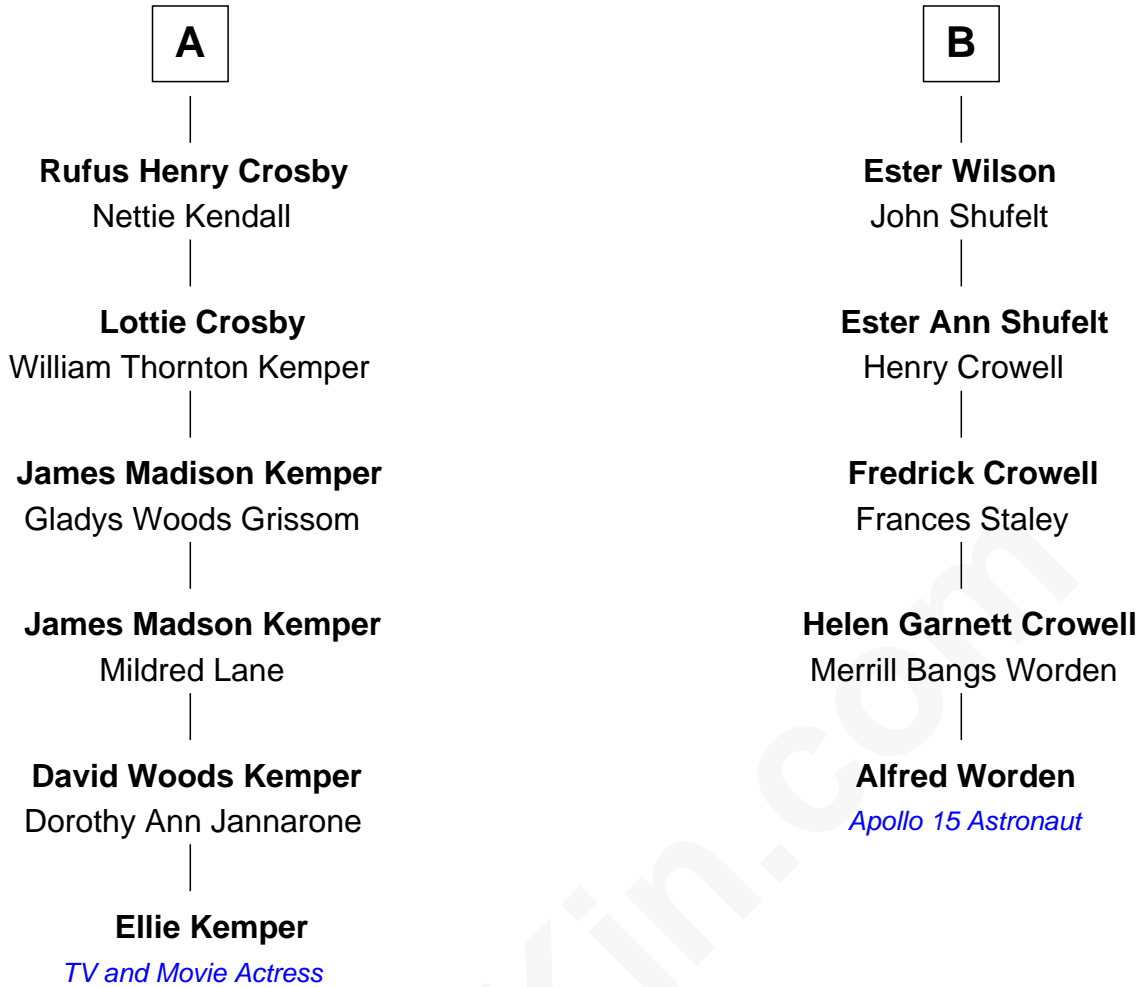 A
Rufus Henry Crosby
Nettie Kendall
Lottie Crosby
William Thornton Kemper
James Madison Kemper
Gladys Woods Grissom
James Madson Kemper
Mildred Lane
David Woods Kemper
Dorothy Ann Jannarone
Ellie Kemper
TV and Movie Actress
B
Ester Wilson
John Shufelt
Ester Ann Shufelt
Henry Crowell
Fredrick Crowell
Frances Staley
Helen Garnett Crowell
Merrill Bangs Worden
Alfred Worden
Apollo 15 Astronaut
Kin.com